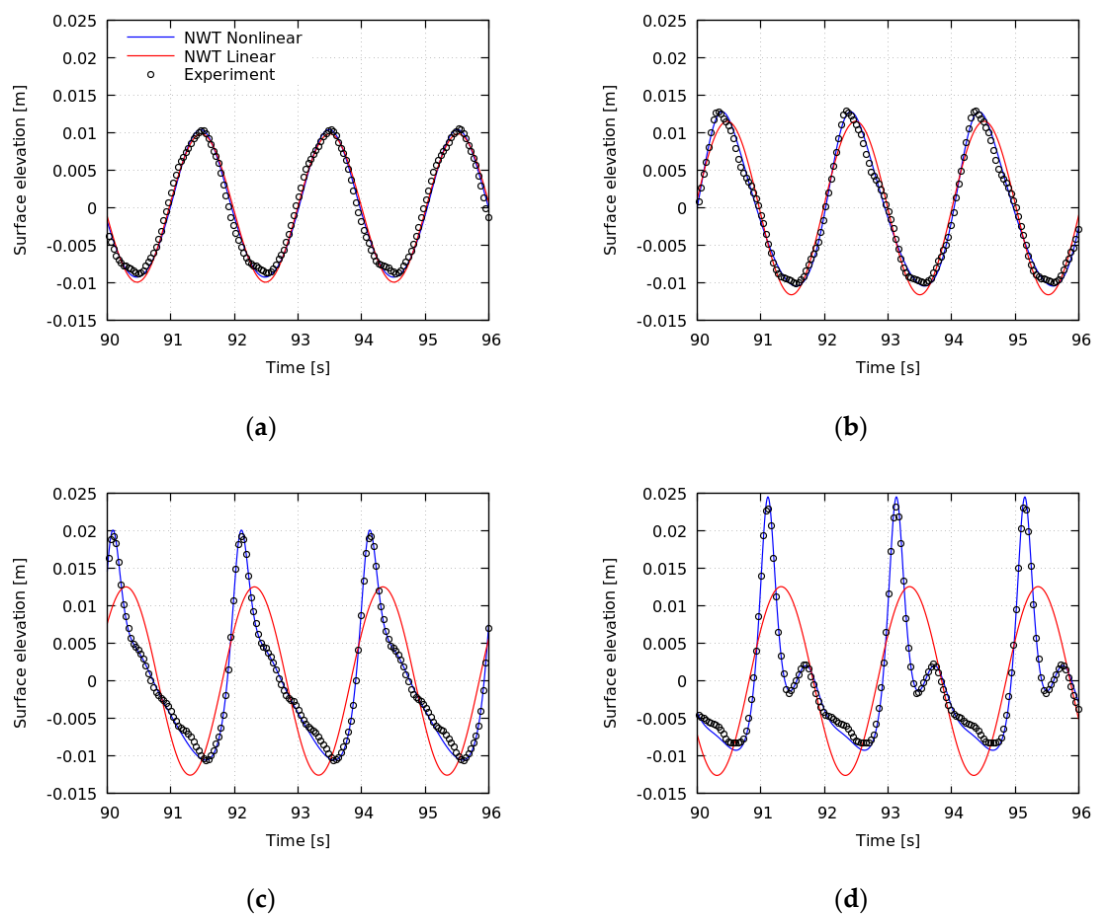 0.025
0.02
0.015
0.01
0.005
0
-0.005
-0.01
-0.015
Surface elevation [m]
NWT Nonlinear
NWT Linear
Experiment
90 91 92 93 94 95 96
Time [s]
(a)
0.025
0.02
0.015
0.01
0.005
0
-0.005
-0.01
-0.015
Surface elevation [m]
90 91 92 93 94 95 96
Time [s]
(b)
0.025
0.02
0.015
0.01
0.005
0
-0.005
-0.01
-0.015
Surface elevation [m]
90 91 92 93 94 95 96
Time [s]
(c)
0.025
0.02
0.015
0.01
0.005
0
-0.005
-0.01
-0.015
Surface elevation [m]
90 91 92 93 94 95 96
Time [s]
(d)